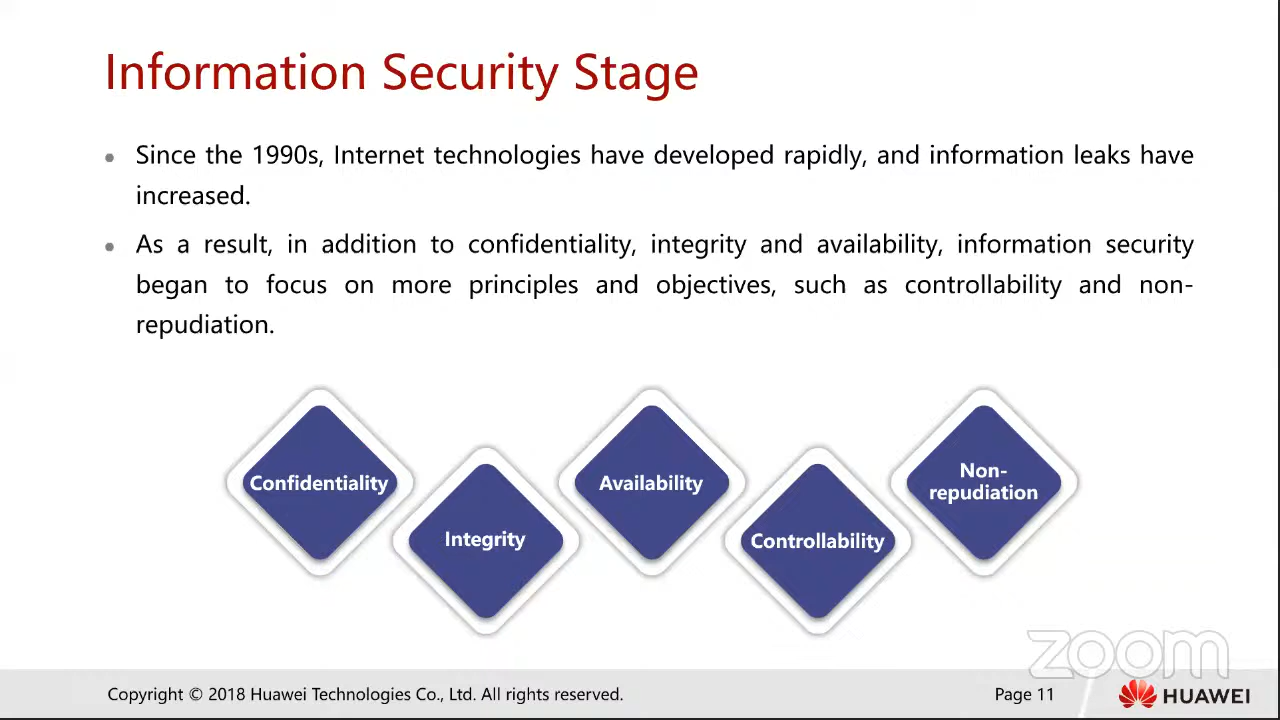 Information Security Stage
Since the 1990s, Internet technologies have developed rapidly, and information leaks have
increased.
As a result, in addition to confidentiality, integrity and availability, information security
began to focus on more principles and objectives, such as controllability and non-
repudiation.
Confidentiality
Integrity
Availability
Controllability
Non-
repudiation
zoom
Copyright © 2018 Huawei Technologies Co., Ltd. All rights reserved.
Page 11
HUAWEI